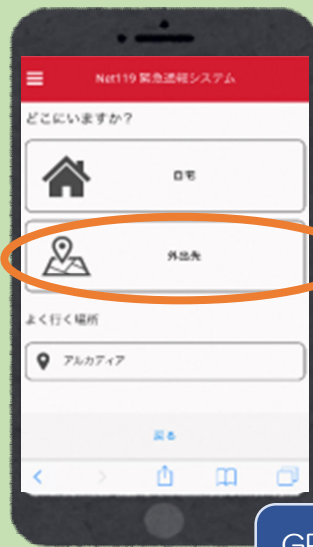 Net119 緊急通報システム
どこにいますか？
自宅
外出先
よく行く場所
アルカディア
戻る
GP